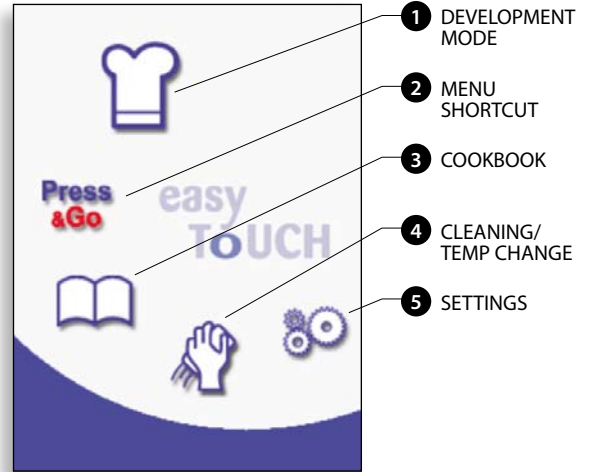 1 DEVELOPMENT
MODE
2 MENU
SHORTCUT
3 COOKBOOK
4 CLEANING/
TEMP CHANGE
5 SETTINGS
Press
&Go
easy
ToUCH